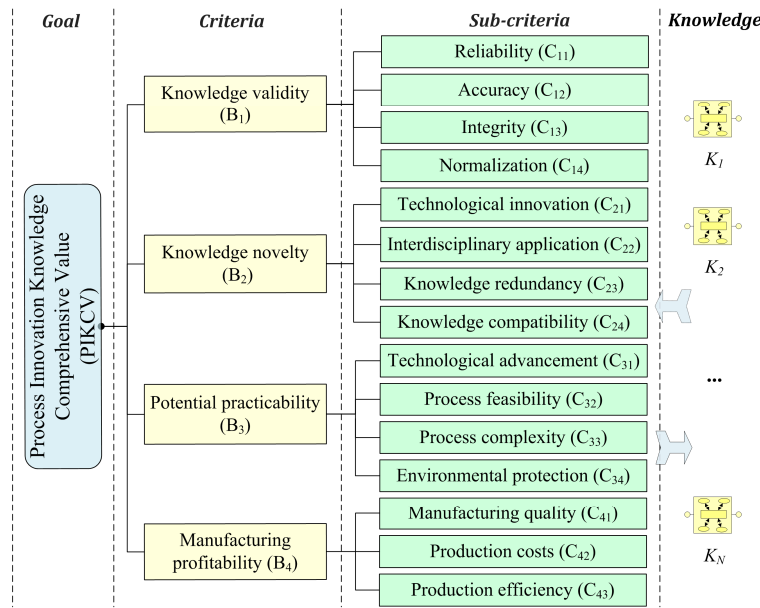 Goal
Criteria
Sub-criteria
Knowledge
Process Innovation Knowledge
Comprehensive Value
(PIKCV)
Knowledge validity
(B₁)
Knowledge novelty
(B₂)
Potential practicability
(B₃)
Manufacturing
profitability (B₄)
Reliability (C₁₁)
Accuracy (C₁₂)
Integrity (C₁₃)
Normalization (C₁₄)
Technological innovation (C₂₁)
Interdisciplinary application (C₂₂)
Knowledge redundancy (C₂₃)
Knowledge compatibility (C₂₄)
Technological advancement (C₃₁)
Process feasibility (C₃₂)
Process complexity (C₃₃)
Environmental protection (C₃₄)
Manufacturing quality (C₄₁)
Production costs (C₄₂)
Production efficiency (C₄₃)
K₁
K₂
...
K_N